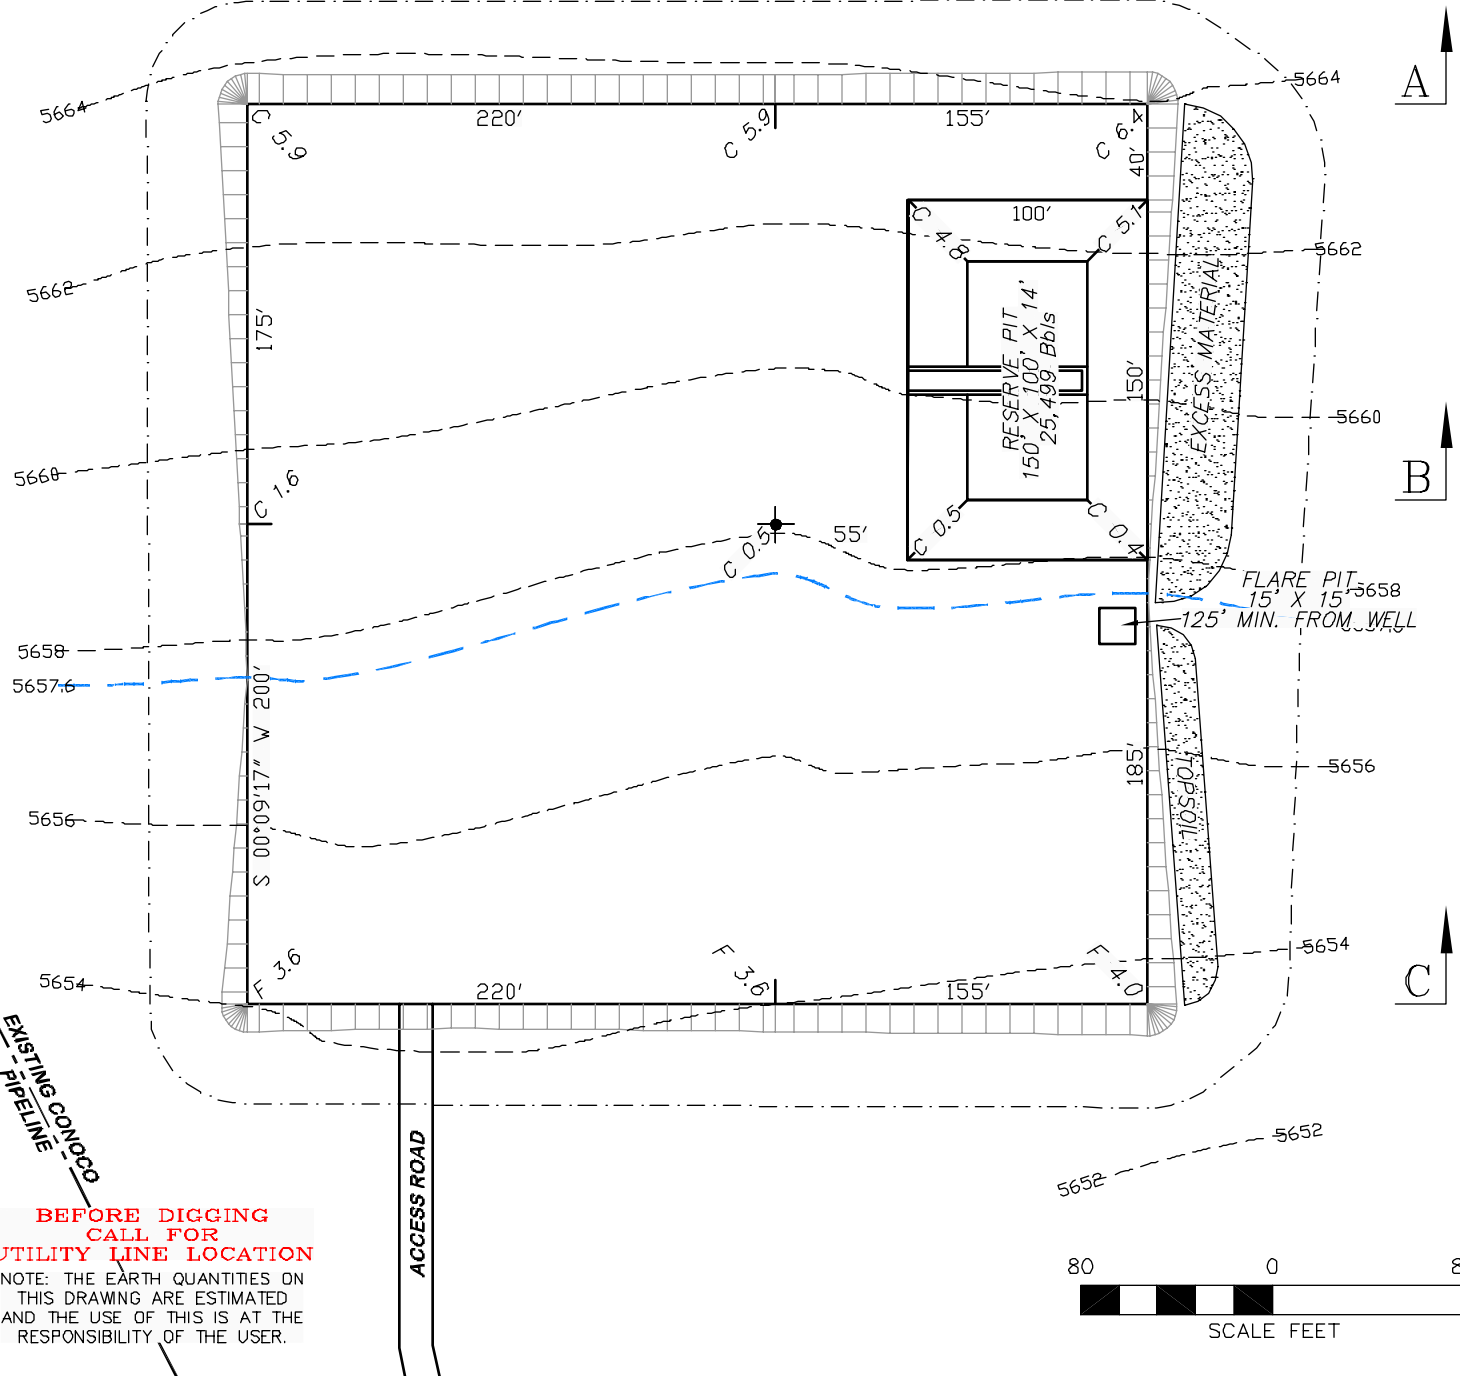 5664
5664
A
C 5.9
220'
C 5.9
155'
C 6.4
40'
100'
C 4.8
C 5.1
5662
5662
175'
RESERVE PIT
150' X 100' X 14'
25,499 Bbls
150'
EXCESS MATERIAL
5660
5660
B
C 1.6
C 0.5
55'
C 0.5
C 0.4
FLARE PIT
15' X 15'
125' MIN. FROM WELL
5658
5658
5657.6
S 00°09'17" W 200'
185'
TOPSOIL
5656
5656
5654
5654
F 3.6
F 3.6
F 4.0
220'
155'
C
EXISTING CONOCO
PIPELINE
ACCESS ROAD
5652
5652
BEFORE DIGGING
CALL FOR
UTILITY LINE LOCATION
NOTE: THE EARTH QUANTITIES ON
THIS DRAWING ARE ESTIMATED
AND THE USE OF THIS IS AT THE
RESPONSIBILITY OF THE USER.
80
0
8
SCALE FEET